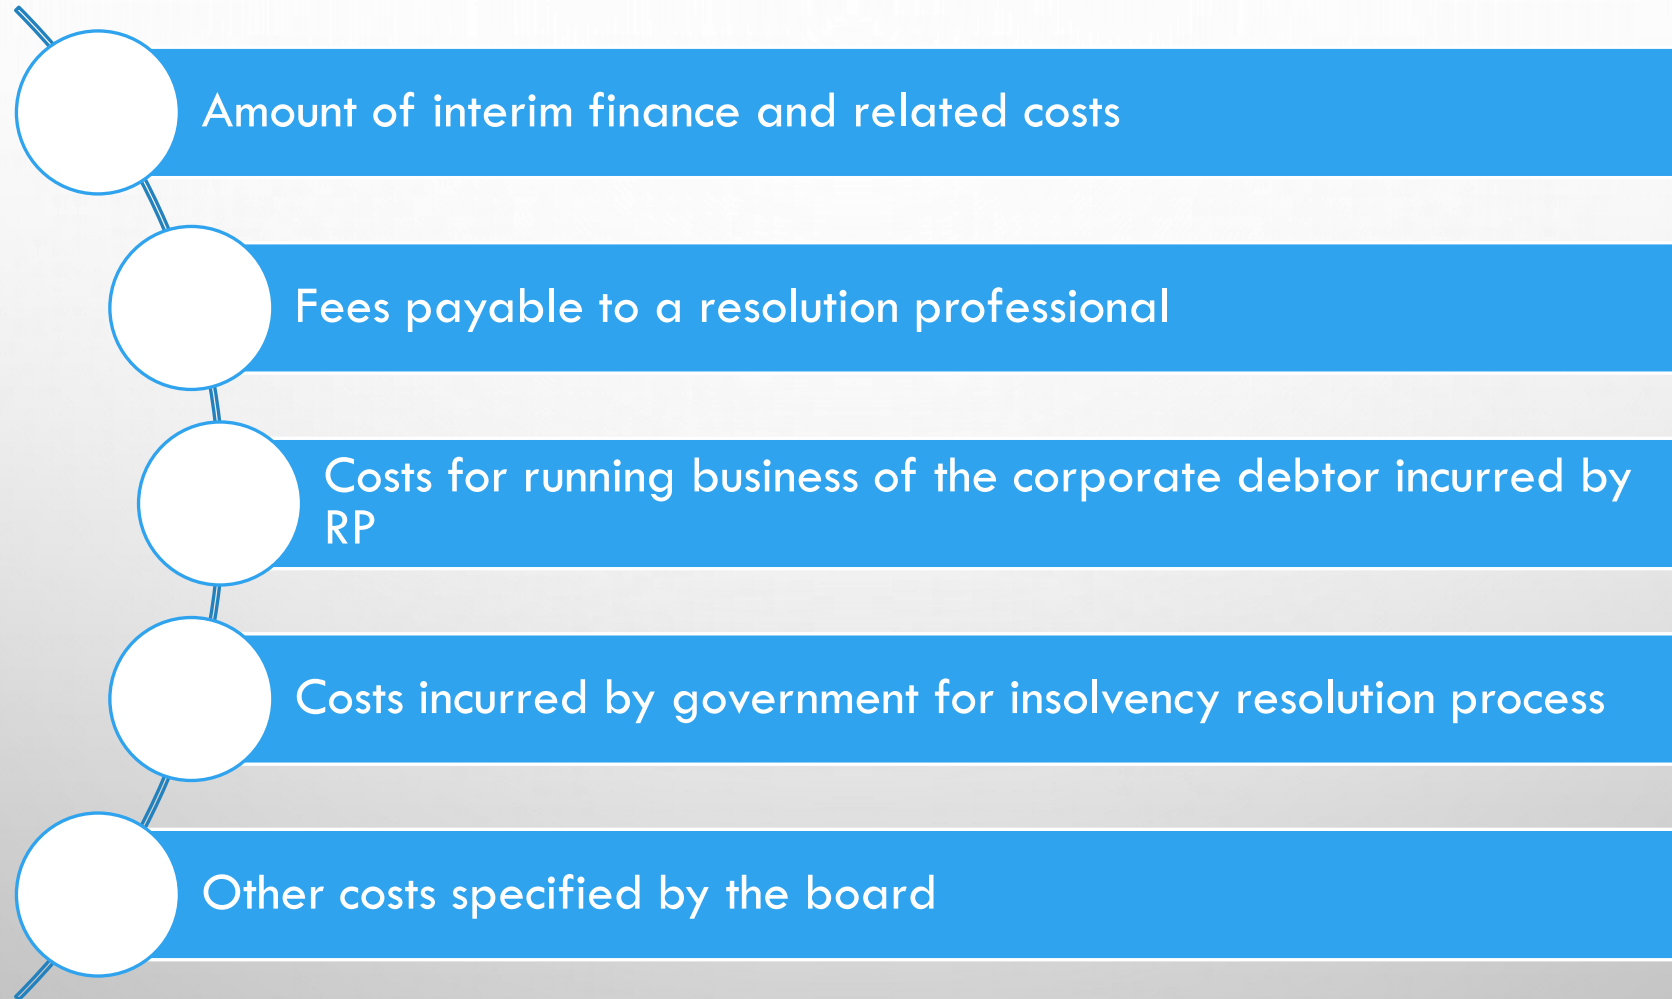 Amount of interim finance and related costs
Fees payable to a resolution professional
Costs for running business of the corporate debtor incurred by
RP
Costs incurred by government for insolvency resolution process
Other costs specified by the board